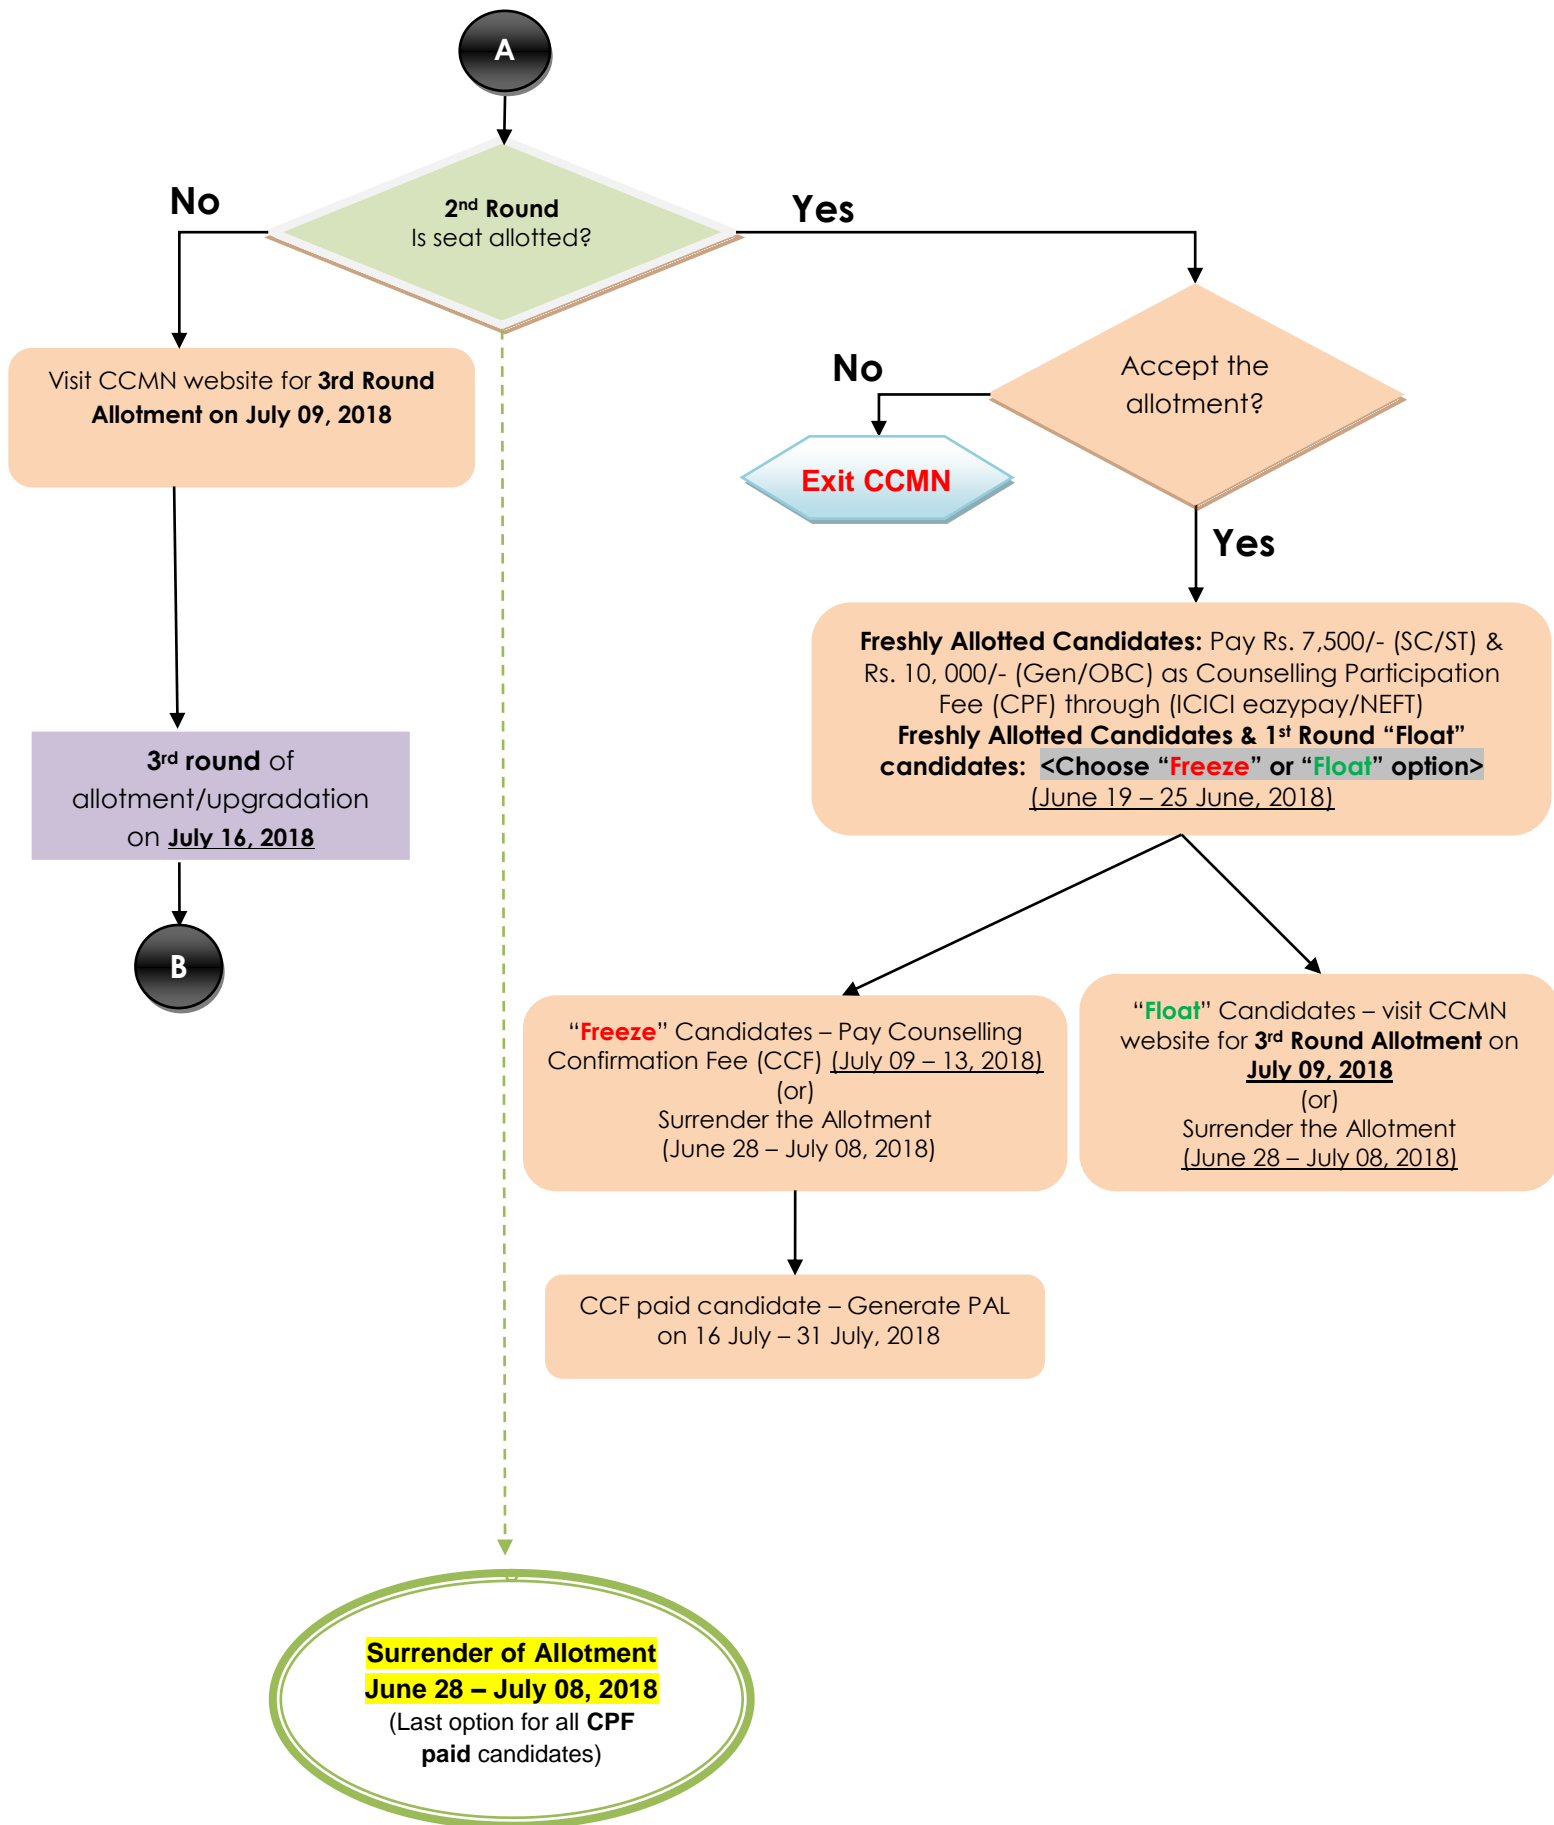 A
No
2nd Round
Is seat allotted?
Yes
Visit CCMN website for 3rd Round
Allotment on July 09, 2018
No
Accept the
allotment?
Exit CCMN
Yes
Freshly Allotted Candidates: Pay Rs. 7,500/- (SC/ST) &
Rs. 10, 000/- (Gen/OBC) as Counselling Participation
Fee (CPF) through (ICICI eazypay/NEFT)
Freshly Allotted Candidates & 1st Round “Float”
candidates: <Choose “Freeze” or “Float” option>
(June 19 – 25 June, 2018)
3rd round of
allotment/upgradation
on July 16, 2018
B
“Freeze” Candidates – Pay Counselling
Confirmation Fee (CCF) (July 09 – 13, 2018)
(or)
Surrender the Allotment
(June 28 – July 08, 2018)
“Float” Candidates – visit CCMN
website for 3rd Round Allotment on
July 09, 2018
(or)
Surrender the Allotment
(June 28 – July 08, 2018)
CCF paid candidate – Generate PAL
on 16 July – 31 July, 2018
Surrender of Allotment
June 28 – July 08, 2018
(Last option for all CPF
paid candidates)